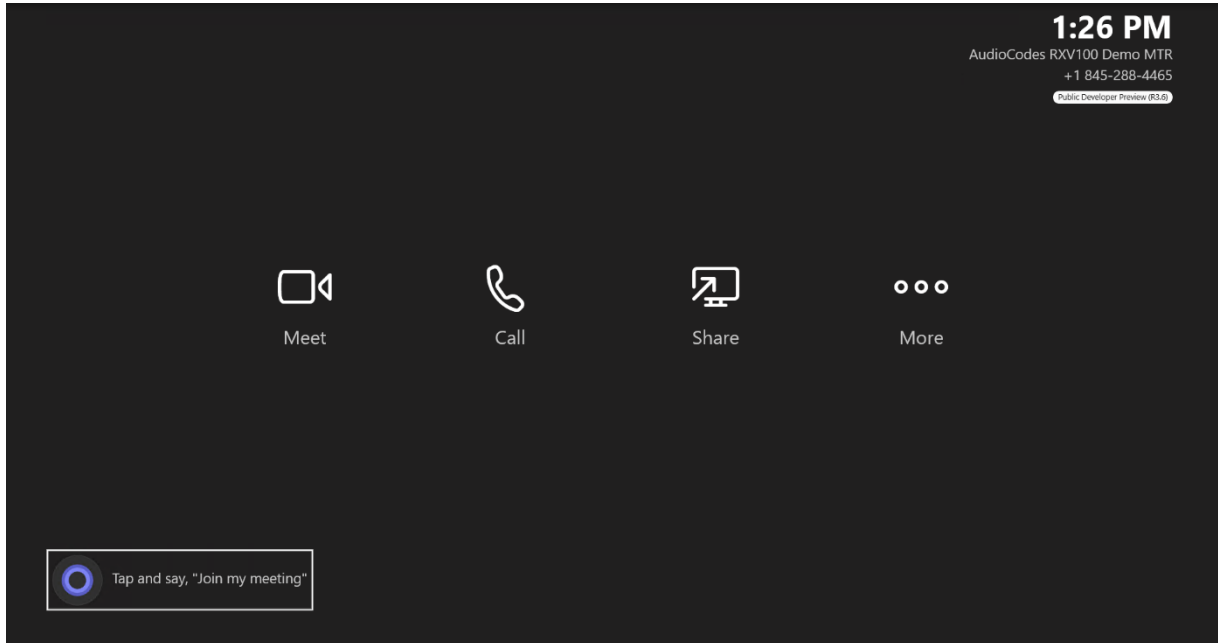 1:26 PM
AudioCodes RXV100 Demo MTR
+1 845-288-4465
Public Developer Preview (R3.6)
Meet
Call
Share
More
Tap and say, "Join my meeting"